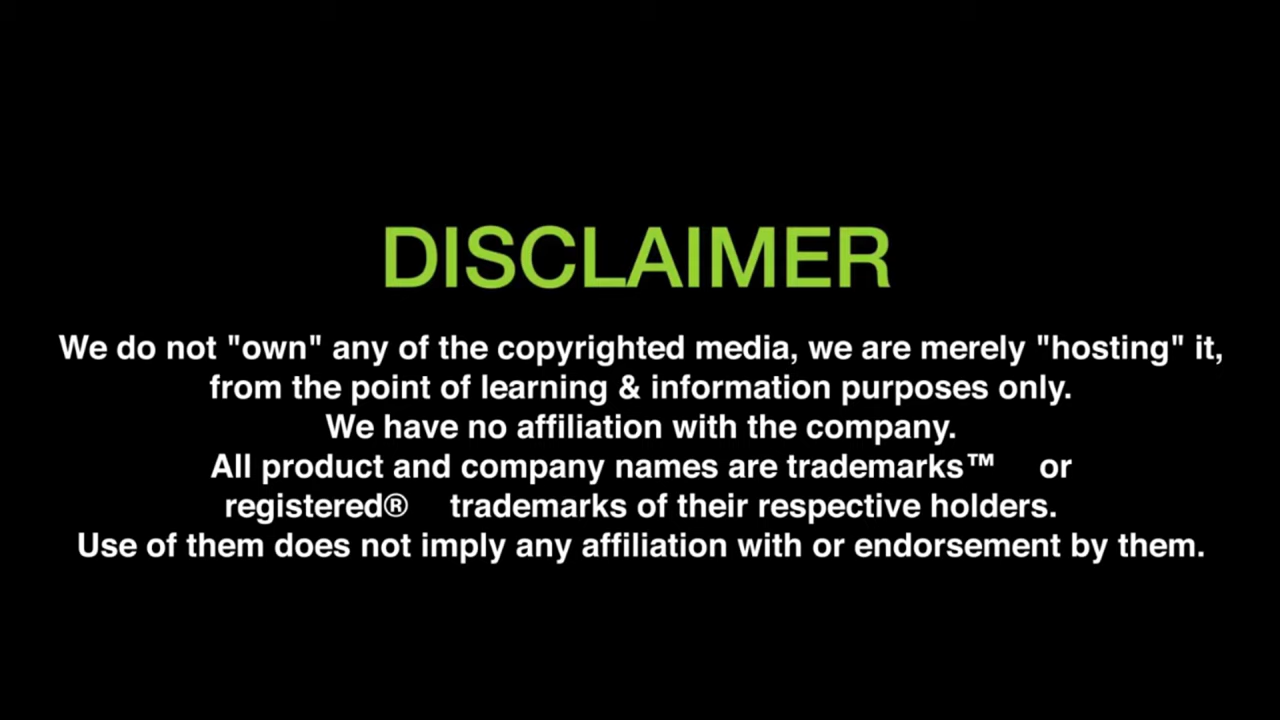 DISCLAIMER
We do not "own" any of the copyrighted media, we are merely "hosting" it,
from the point of learning & information purposes only.
We have no affiliation with the company.
All product and company names are trademarks™ or
registered® trademarks of their respective holders.
Use of them does not imply any affiliation with or endorsement by them.